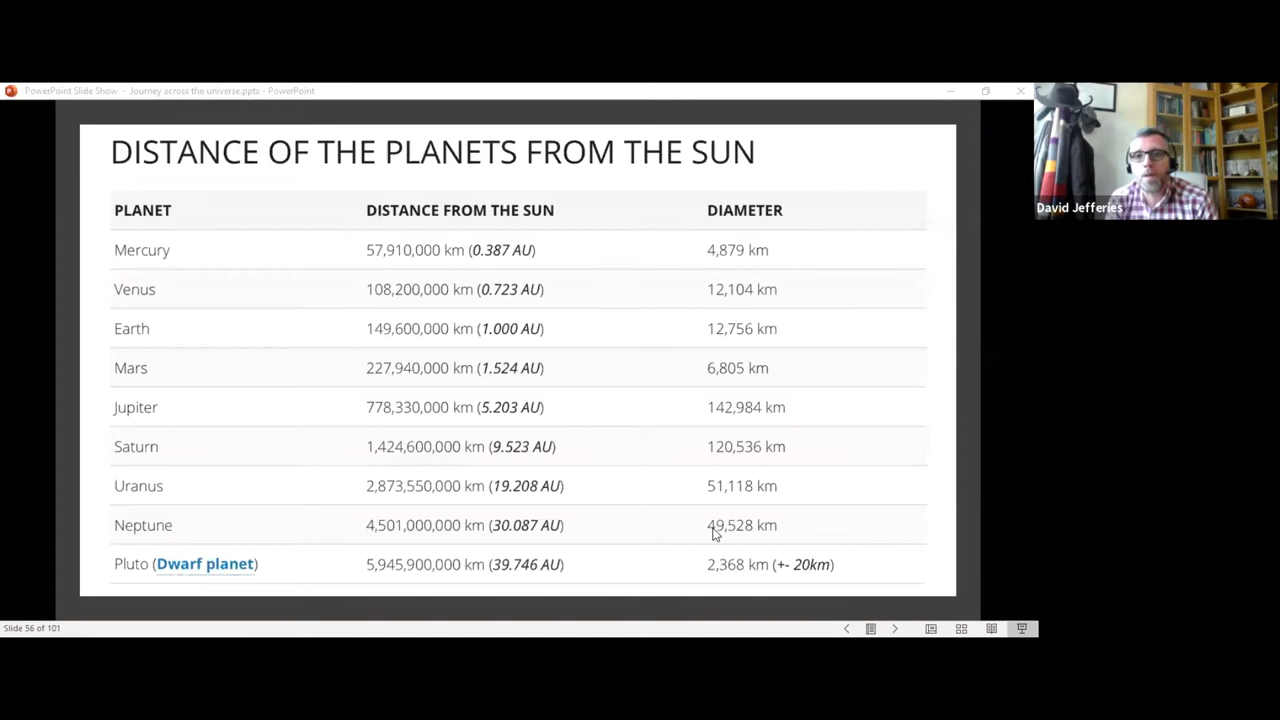 PowerPoint Slide Show - Journey across the universe.pptx - PowerPoint
David Jefferies
DISTANCE OF THE PLANETS FROM THE SUN
PLANET DISTANCE FROM THE SUN DIAMETER
Mercury 57,910,000 km (0.387 AU) 4,879 km
Venus 108,200,000 km (0.723 AU) 12,104 km
Earth 149,600,000 km (1.000 AU) 12,756 km
Mars 227,940,000 km (1.524 AU) 6,805 km
Jupiter 778,330,000 km (5.203 AU) 142,984 km
Saturn 1,424,600,000 km (9.523 AU) 120,536 km
Uranus 2,873,550,000 km (19.208 AU) 51,118 km
Neptune 4,501,000,000 km (30.087 AU) 49,528 km
Pluto (Dwarf planet) 5,945,900,000 km (39.746 AU) 2,368 km (+- 20km)
Slide 56 of 101